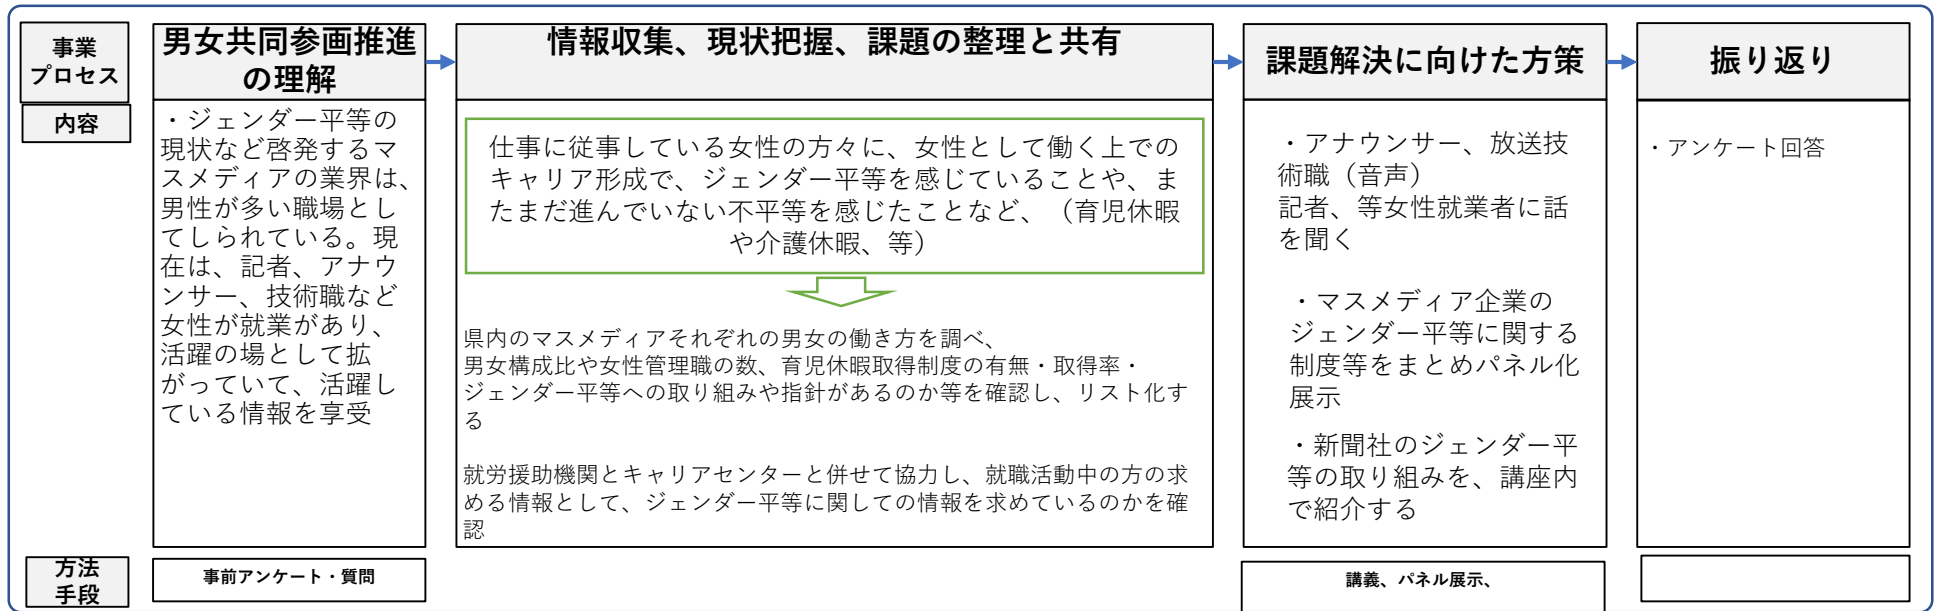 事業
プロセス
男女共同参画推進
の理解
情報収集、現状把握、課題の整理と共有
課題解決に向けた方策
振り返り
内容
・ジェンダー平等の
現状など啓発するマ
スメディアの業界は、
男性が多い職場とし
てしられている。現
在は、記者、アナウ
ンサー、技術職など
女性が就業があり、
活躍の場として拡
がっていて、活躍し
ている情報を享受
仕事に従事している女性の方々に、女性として働く上での
キャリア形成で、ジェンダー平等を感じていることや、ま
たまだ進んでいない不平等を感じたことなど、（育児休暇
や介護休暇、等）
県内のマスメディアそれぞれの男女の働き方を調べ、
男女構成比や女性管理職の数、育児休暇取得制度の有無・取得率・
ジェンダー平等への取り組みや指針があるのか等を確認し、リスト化す
る
就労援助機関とキャリアセンターと併せて協力し、就職活動中の方の求
める情報として、ジェンダー平等に関しての情報を求めているのかを確
認
・アナウンサー、放送技
術職（音声）
記者、等女性就業者に話
を聞く
・マスメディア企業の
ジェンダー平等に関する
制度等をまとめパネル化
展示
・新聞社のジェンダー平
等の取り組みを、講座内
で紹介する
・アンケート回答
方法
手段
事前アンケート・質問
講義、パネル展示、